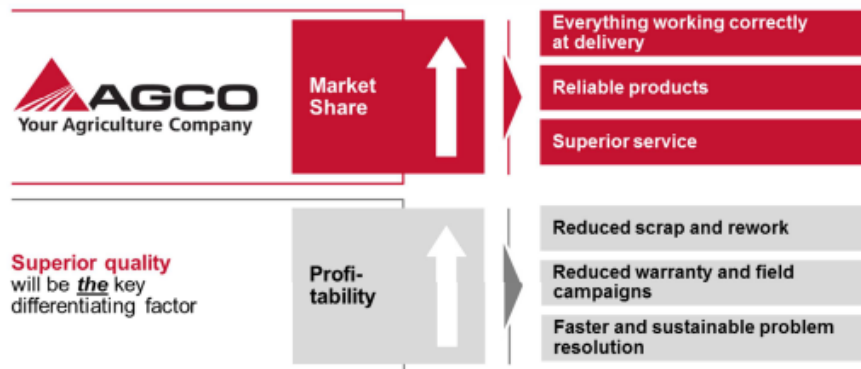 AGCO
Your Agriculture Company
Market
Share
Everything working correctly
at delivery
Reliable products
Superior service
Superior quality
will be the key
differentiating factor
Profi-
tability
Reduced scrap and rework
Reduced warranty and field
campaigns
Faster and sustainable problem
resolution